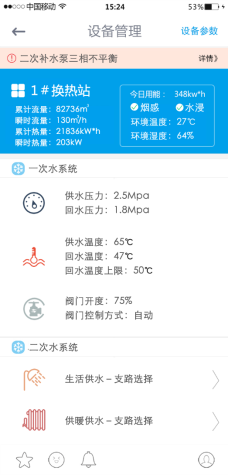 中国移动 15:24 53%
设备管理 设备参数
二次补水泵三相不平衡 详情》
1#换热站
累计流量: 82736㎥
瞬时流量: 130㎥/h
累计热量: 21836kW*h
瞬时热量: 203kW
今日用能: 348kw*h
烟感 水浸
环境温度: 27℃
环境湿度: 64%
一次水系统
供水压力: 2.5Mpa
回水压力: 1.8Mpa
供水温度: 65℃
回水温度: 47℃
回水温度上限: 50℃
阀门开度: 75%
阀门控制方式: 自动
二次水系统
生活供水 – 支路选择
供暖供水 – 支路选择